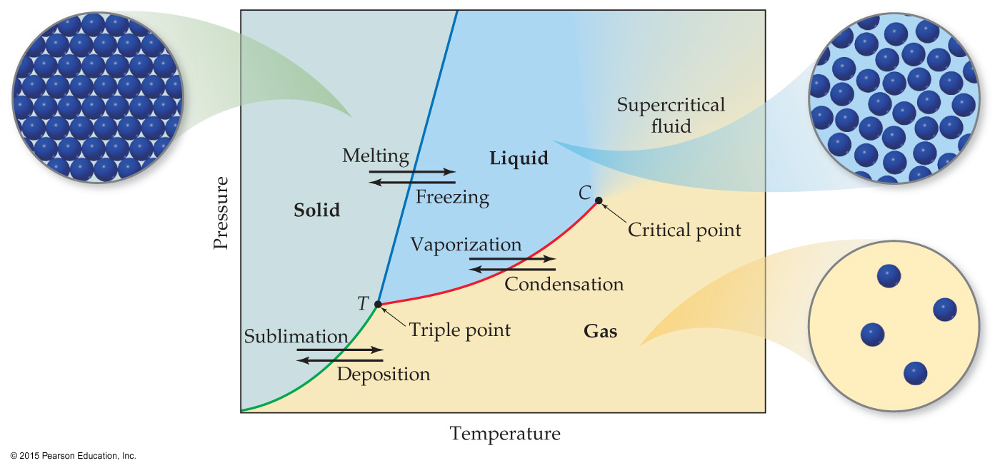 Supercritical
fluid
Melting
Liquid
Freezing
C
Solid
Pressure
Critical point
Vaporization
Condensation
T
Triple point
Gas
Sublimation
Deposition
Temperature
© 2015 Pearson Education, Inc.